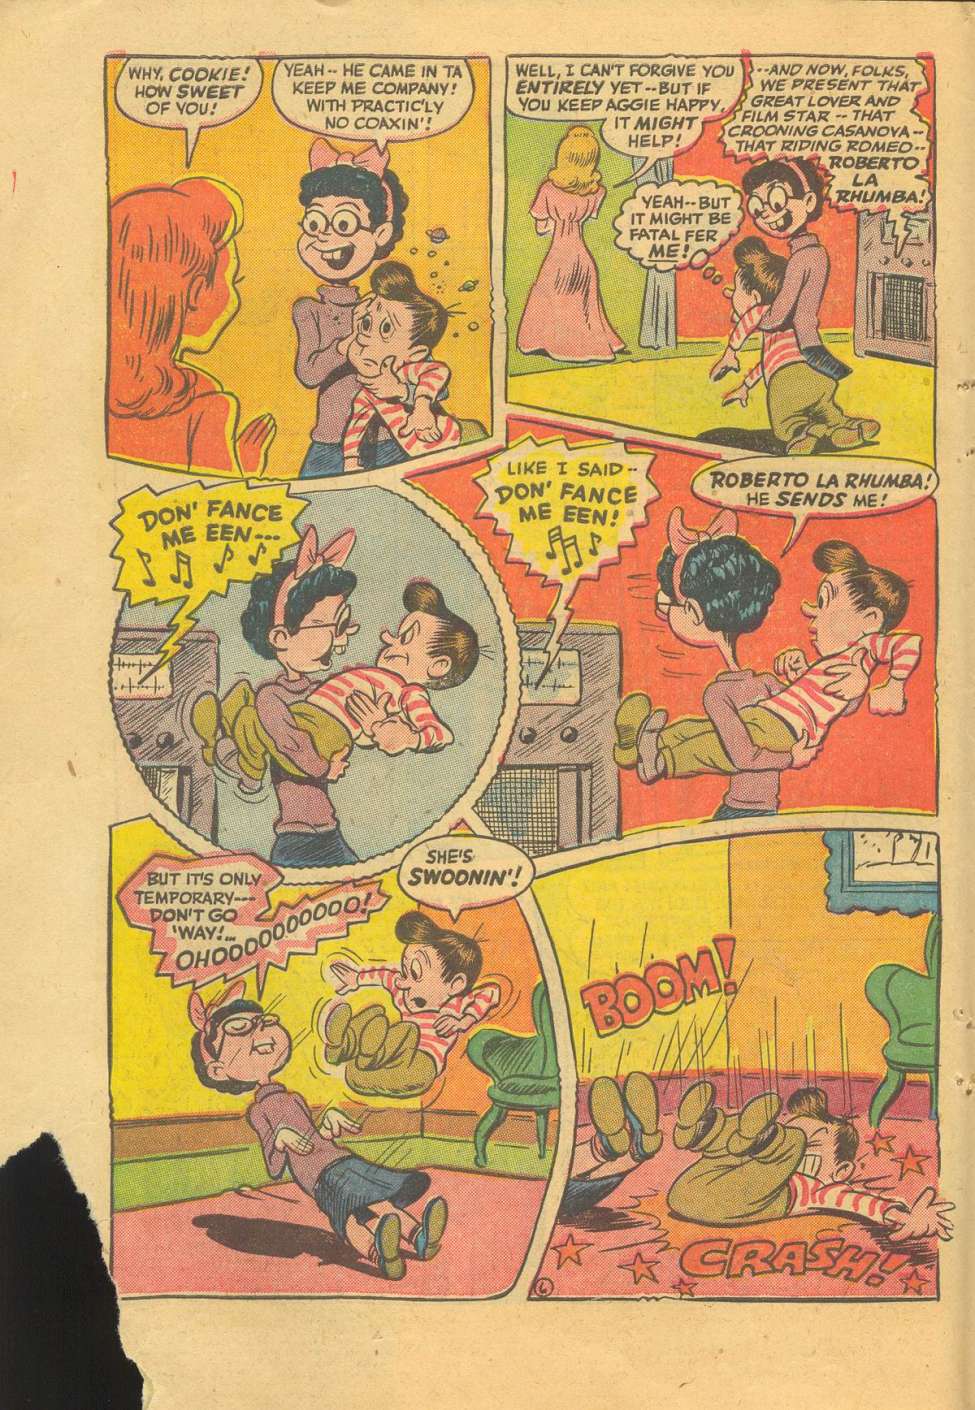 WHY, COOKIE!
HOW SWEET
OF YOU!
YEAH-- HE CAME IN TA
KEEP ME COMPANY!
WITH PRACTIC'LY
NO COAXIN'!
WELL, I CAN'T FORGIVE YOU
ENTIRELY YET-- BUT IF
YOU KEEP AGGIE HAPPY,
IT MIGHT
HELP!
YEAH-- BUT
IT MIGHT BE
FATAL FER
ME!
--AND NOW, FOLKS,
WE PRESENT THAT
GREAT LOVER AND
FILM STAR -- THAT
CROONING CASANOVA--
THAT RIDING ROMEO--
ROBERTO
LA
RHUMBA!
DON' FANCE
ME EEN---
LIKE I SAID--
DON' FANCE
ME EEN!
ROBERTO LA RHUMBA!
HE SENDS ME!
BUT IT'S ONLY
TEMPORARY---
DON'T GO
'WAY!...
OHOOOOOOOOOO!
SHE'S
SWOONIN'!
BOOM!
CRASH!
6